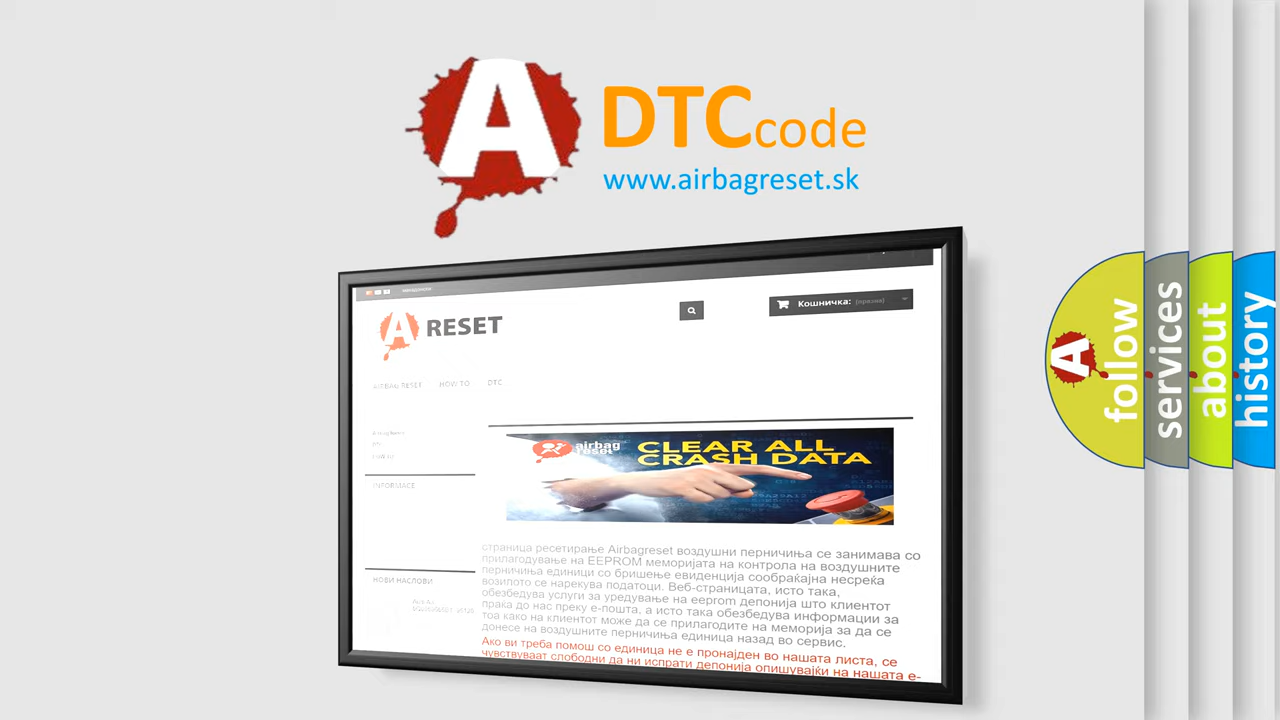 A
DTCcode
www.airbagreset.sk
A RESET
Кошничка: (празна)
AIRBAG RESET HOW TO DTC
airbag reset
CLEAR ALL
CRASH DATA
INFORMACE
НОВИ НАСЛОВИ
страница ресетирање Airbagreset воздушни перничиња се занимава со
прилагодување на EEPROM меморијата на контрола на воздушните
перничиња единици со бришење евиденција сообраќајна несреќа
возилото се нарекува податоци. Веб-страницата, исто така,
обезбедува услуги за уредување на eeprom депонија што клиентот
праќа до нас преку е-пошта, а исто така обезбедува информации за
тоа како на клиентот може да се прилагодите на меморија за да се
донесе на воздушните перничиња единица назад во сервис.
Ако ви треба помош со единица не е пронајден во нашата листа, се
чувствуваат слободни да ни испрати депонија опишувајќи на нашата е-
A
follow
services
about
history